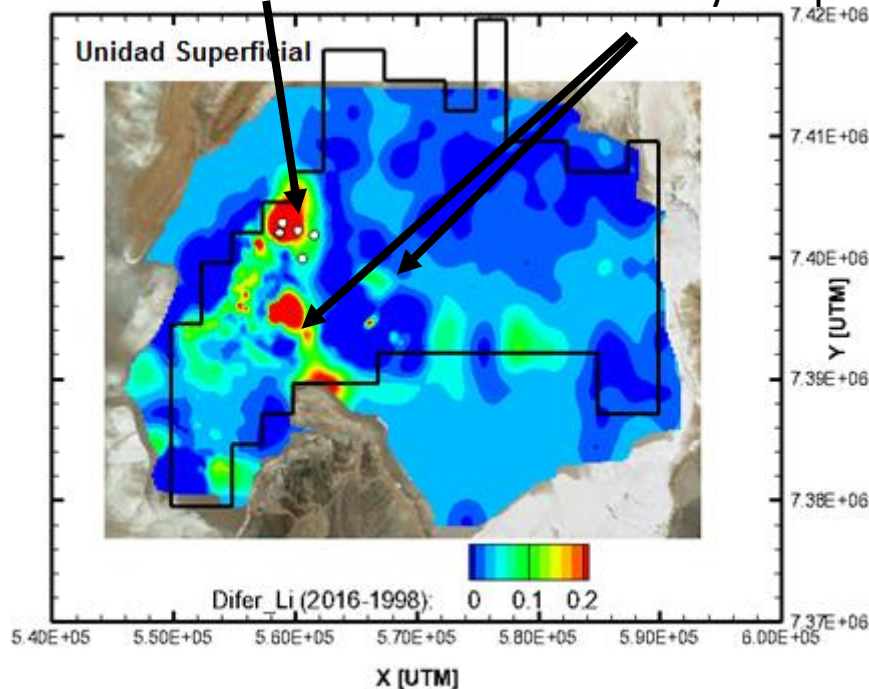 Unidad Superficial
7.42E+06
7.41E+06
7.40E+06
7.39E+06
7.38E+06
7.37E+06
Y [UTM]
Difer_Li (2016-1998): 0 0.1 0.2
5.40E+05 5.50E+05 5.60E+05 5.70E+05 5.80E+05 5.90E+05 6.00E+05
X [UTM]